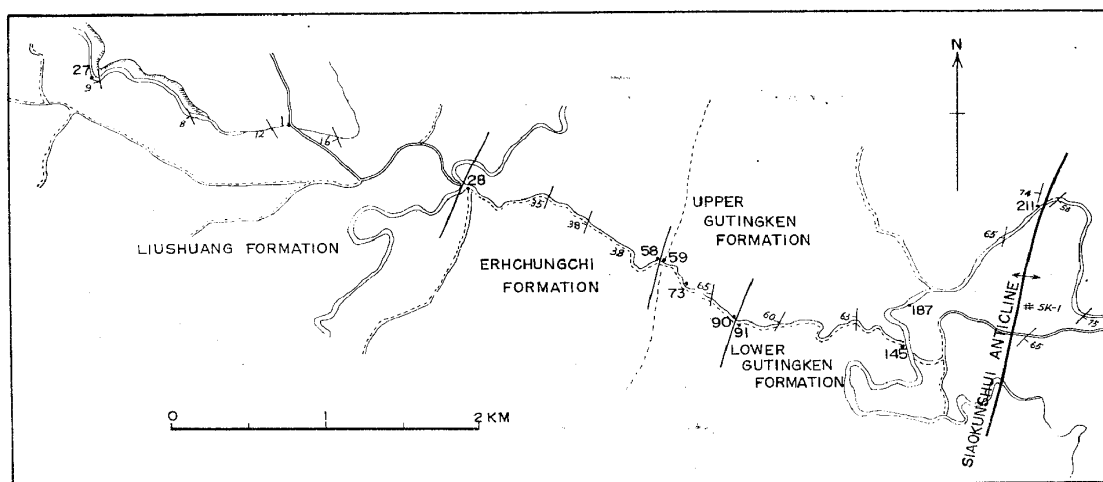 N
27
9
8
12
1
16
28
35
38
38
LIUSHUANG FORMATION
ERHCHUNGCHI
FORMATION
UPPER
GUTINGKEN
FORMATION
58
59
73
65
90
91
60
63
LOWER
GUTINGKEN
FORMATION
145
187
65
74
211
58
# SK-1
75
65
SIAOKUNSHUI ANTICLINE
0 1 2 KM